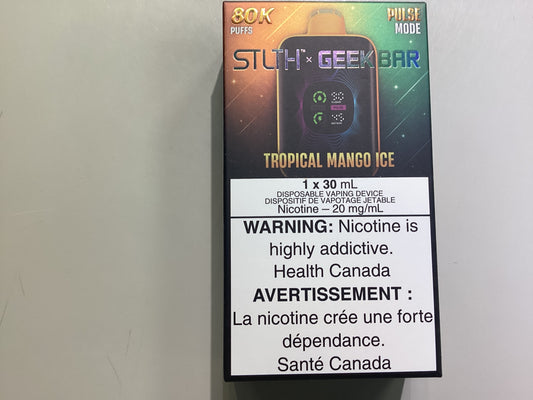 80K PULSE
PUFFS MODE
STLTH™ × GEEK BAR
TROPICAL MANGO ICE
1 x 30 mL
DISPOSABLE VAPING DEVICE
DISPOSITIF DE VAPOTAGE JETABLE
Nicotine – 20 mg/mL
WARNING: Nicotine is
highly addictive.
Health Canada
AVERTISSEMENT :
La nicotine crée une forte
dépendance.
Santé Canada